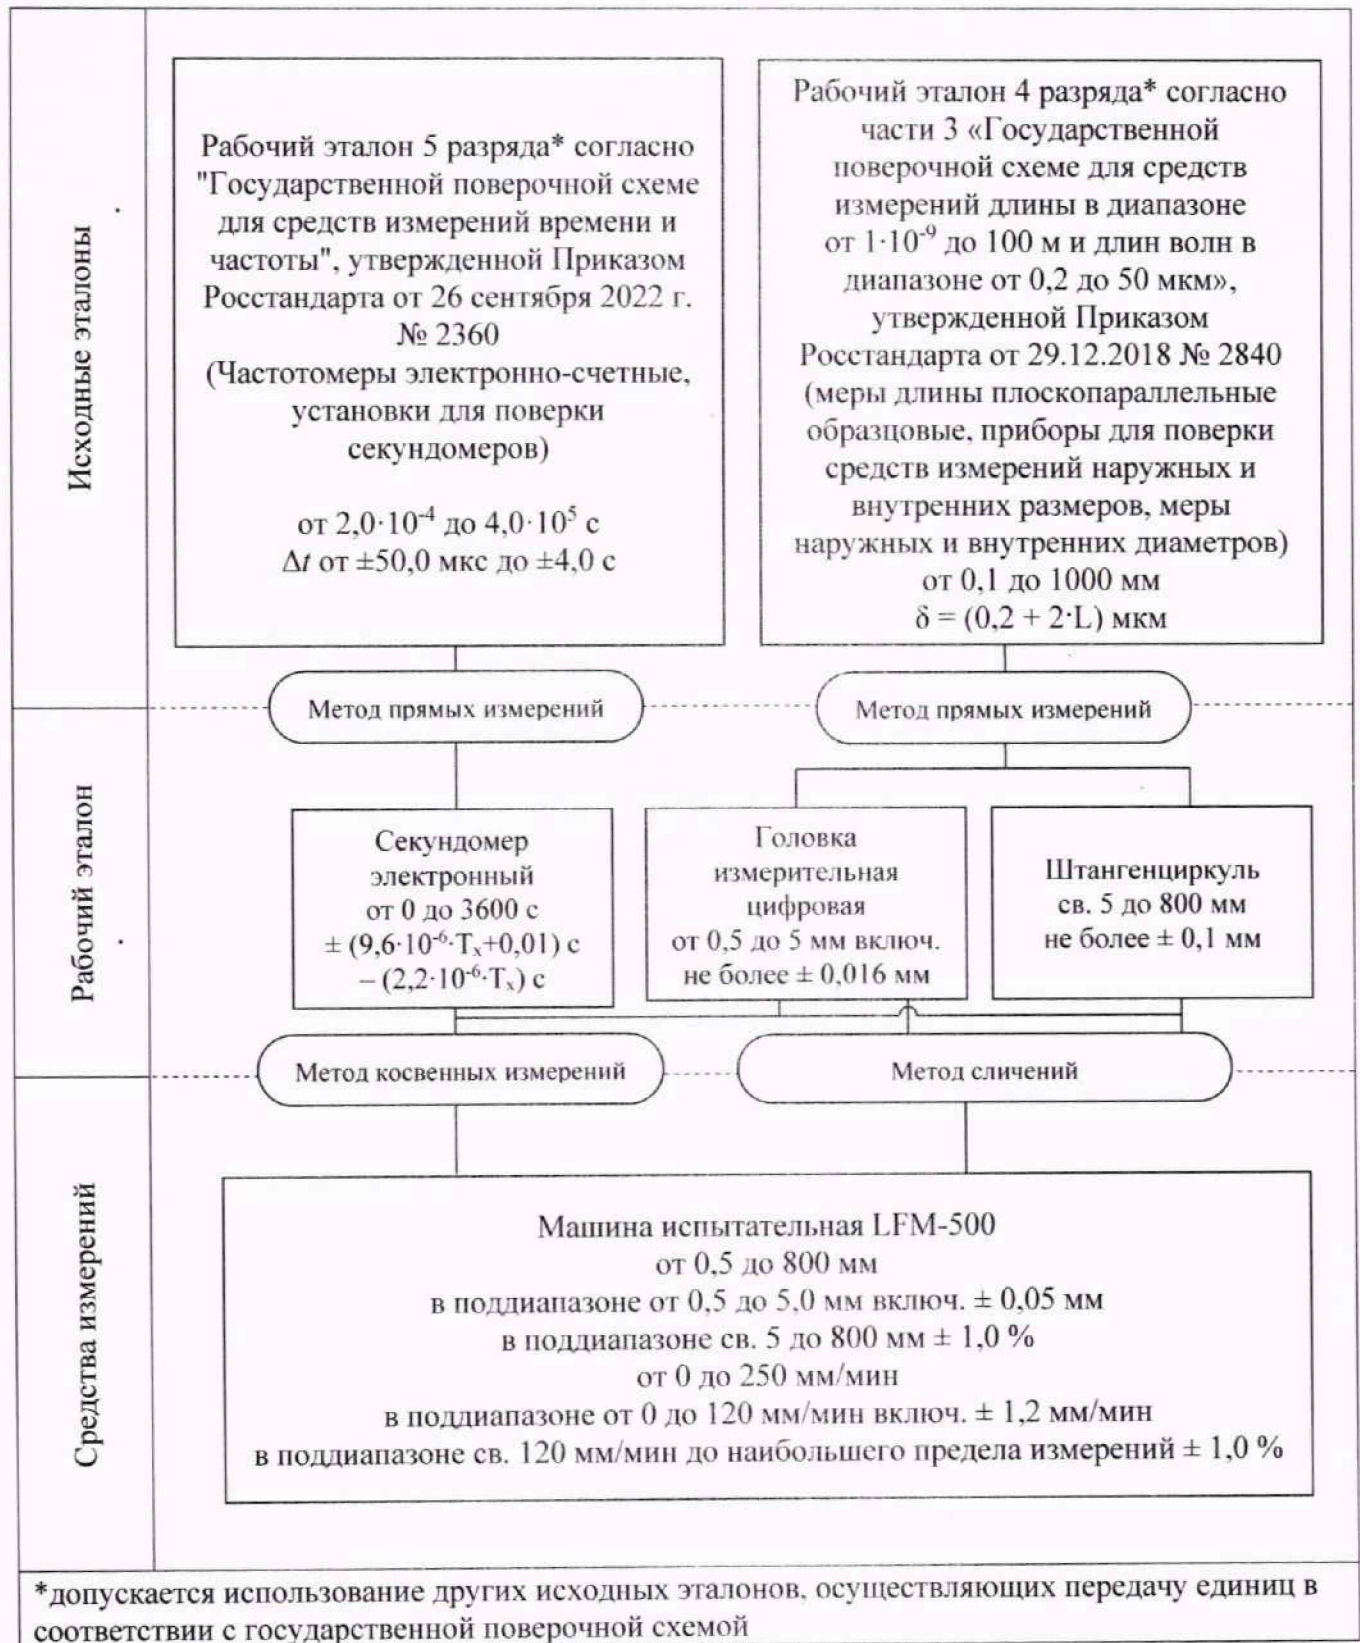 Исходные эталоны
Рабочий эталон 5 разряда* согласно
"Государственной поверочной схеме
для средств измерений времени и
частоты", утвержденной Приказом
Росстандарта от 26 сентября 2022 г.
№ 2360
(Частотомеры электронно-счетные,
установки для поверки
секундомеров)
от 2,0·10⁻⁴ до 4,0·10⁵ с
Δt от ±50,0 мкс до ±4,0 с
Рабочий эталон 4 разряда* согласно
части 3 «Государственной
поверочной схеме для средств
измерений длины в диапазоне
от 1·10⁻⁹ до 100 м и длин волн в
диапазоне от 0,2 до 50 мкм»,
утвержденной Приказом
Росстандарта от 29.12.2018 № 2840
(меры длины плоскопараллельные
образцовые, приборы для поверки
средств измерений наружных и
внутренних размеров, меры
наружных и внутренних диаметров)
от 0,1 до 1000 мм
δ = (0,2 + 2·L) мкм
Метод прямых измерений
Метод прямых измерений
Рабочий эталон
Секундомер
электронный
от 0 до 3600 с
± (9,6·10⁻⁶·Tₓ+0,01) с
– (2,2·10⁻⁶·Tₓ) с
Головка
измерительная
цифровая
от 0,5 до 5 мм включ.
не более ± 0,016 мм
Штангенциркуль
св. 5 до 800 мм
не более ± 0,1 мм
Метод косвенных измерений
Метод сличений
Средства измерений
Машина испытательная LFM-500
от 0,5 до 800 мм
в поддиапазоне от 0,5 до 5,0 мм включ. ± 0,05 мм
в поддиапазоне св. 5 до 800 мм ± 1,0 %
от 0 до 250 мм/мин
в поддиапазоне от 0 до 120 мм/мин включ. ± 1,2 мм/мин
в поддиапазоне св. 120 мм/мин до наибольшего предела измерений ± 1,0 %
*допускается использование других исходных эталонов, осуществляющих передачу единиц в
соответствии с государственной поверочной схемой